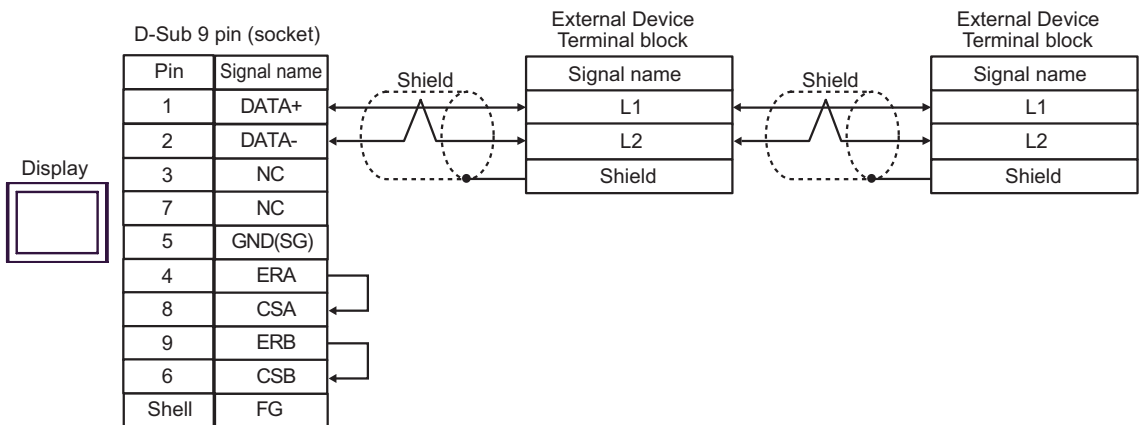 D-Sub 9 pin (socket)
External Device
Terminal block
External Device
Terminal block
Pin Signal name
Shield
Signal name
Shield
Signal name
1 DATA+
L1
L1
2 DATA-
L2
L2
Display
3 NC
Shield
Shield
7 NC
5 GND(SG)
4 ERA
8 CSA
9 ERB
6 CSB
Shell FG